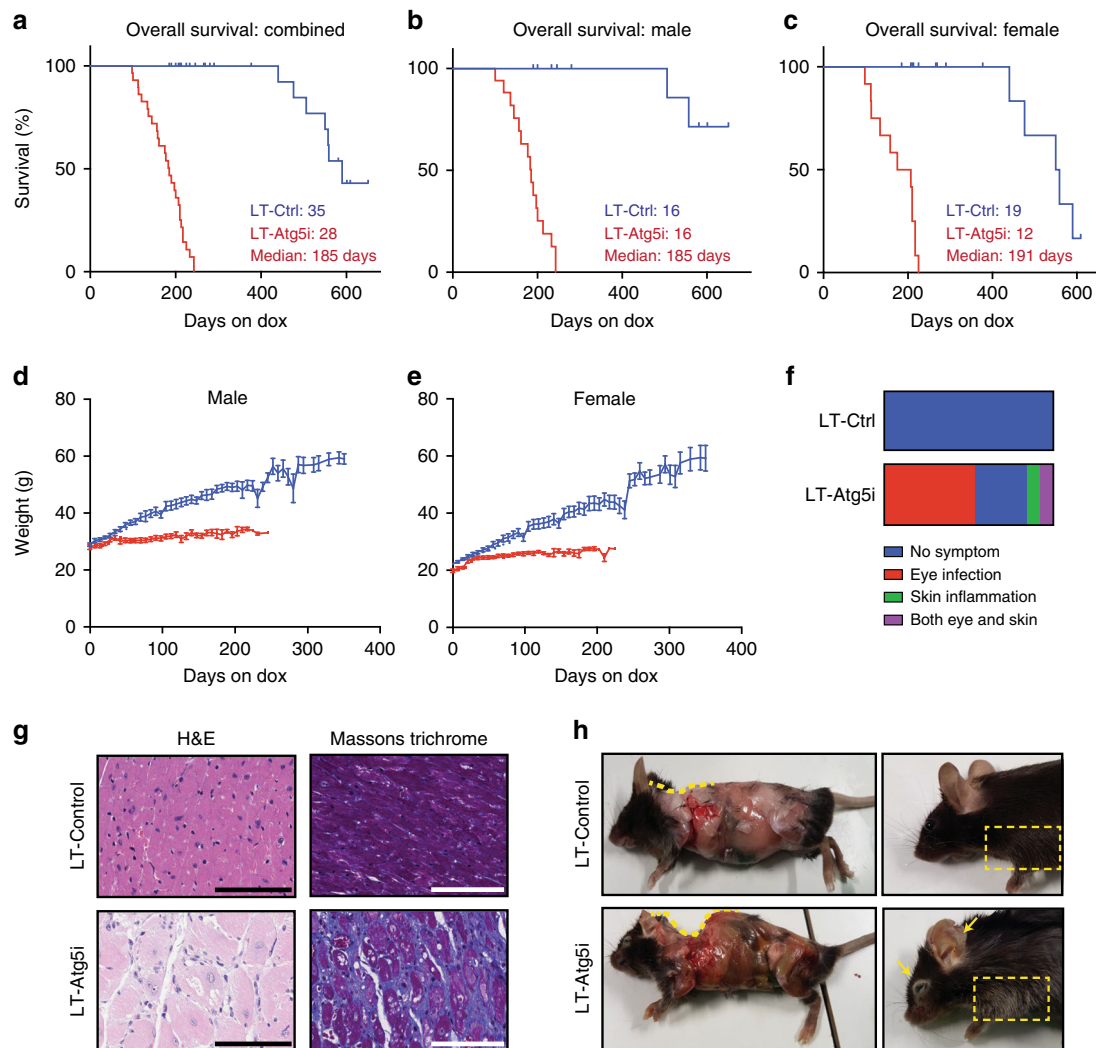 a
Overall survival: combined
Survival (%)
100
50
0
LT-Ctrl: 35
LT-Atg5i: 28
Median: 185 days
0 200 400 600
Days on dox
b
Overall survival: male
100
50
0
LT-Ctrl: 16
LT-Atg5i: 16
Median: 185 days
0 200 400 600
Days on dox
c
Overall survival: female
100
50
0
LT-Ctrl: 19
LT-Atg5i: 12
Median: 191 days
0 200 400 600
Days on dox
d
Male
Weight (g)
80
60
40
20
0
0 100 200 300 400
Days on dox
e
Female
80
60
40
20
0
0 100 200 300 400
Days on dox
f
LT-Ctrl
LT-Atg5i
No symptom
Eye infection
Skin inflammation
Both eye and skin
g
H&E
Massons trichrome
LT-Control
LT-Atg5i
h
LT-Control
LT-Atg5i